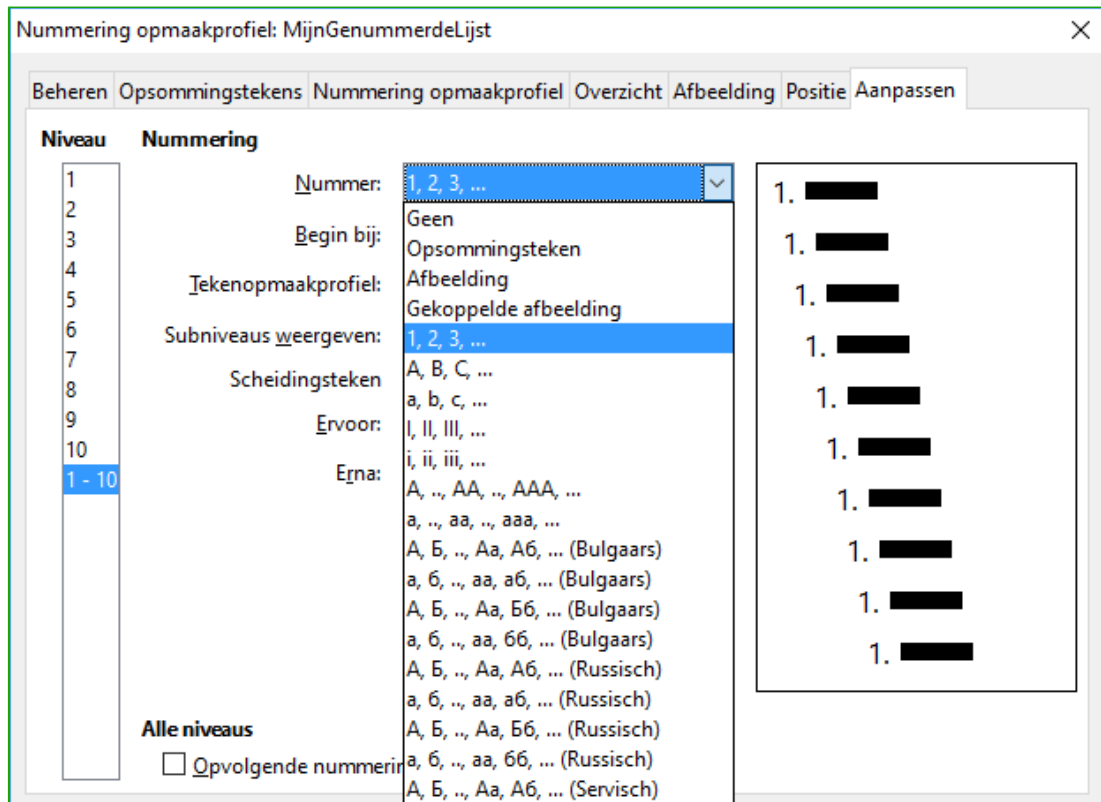 Nummering opmaakprofiel: MijnGenummerdeLijst
Beheren Opsommingstekens Nummering opmaakprofiel Overzicht Afbeelding Positie Aanpassen
Niveau
1
2
3
4
5
6
7
8
9
10
1 - 10
Nummering
Nummer:
Begin bij:
Tekenopmaakprofiel:
Subniveaus weergeven:
Scheidingsteken
Ervoor:
Erna:
1, 2, 3, ...
Geen
Opsommingsteken
Afbeelding
Gekoppelde afbeelding
1, 2, 3, ...
A, B, C, ...
a, b, c, ...
I, II, III, ...
i, ii, iii, ...
A, .., AA, .., AAA, ...
a, .., aa, .., aaa, ...
А, Б, .., Аа, Аб, ... (Bulgaars)
а, б, .., аа, аб, ... (Bulgaars)
А, Б, .., Аа, Бб, ... (Bulgaars)
а, б, .., аа, бб, ... (Bulgaars)
А, Б, .., Аа, Аб, ... (Russisch)
а, б, .., аа, аб, ... (Russisch)
А, Б, .., Аа, Бб, ... (Russisch)
а, б, .., аа, бб, ... (Russisch)
А, Б, .., Аа, Аб, ... (Servisch)
1.
1.
1.
1.
1.
1.
1.
1.
1.
1.
Alle niveaus
Opvolgende